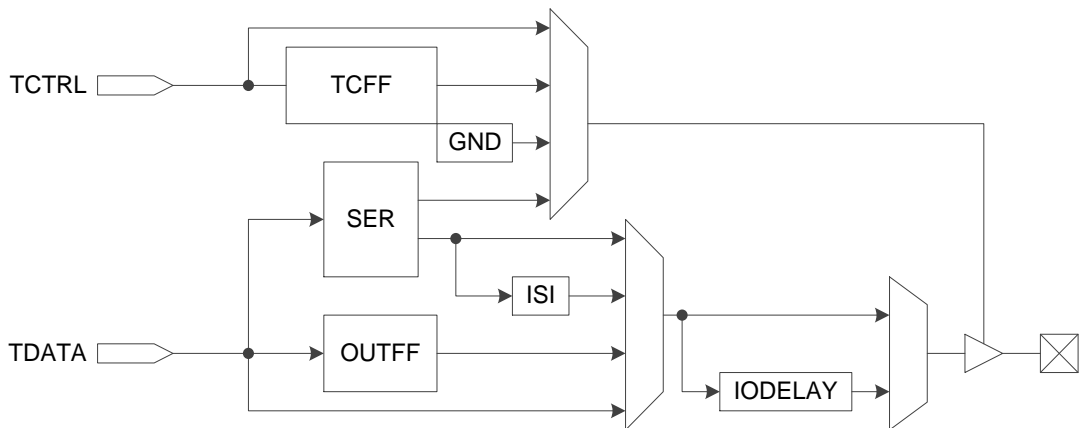 TCTRL
TCFF
GND
SER
ISI
TDATA
OUTFF
IODELAY